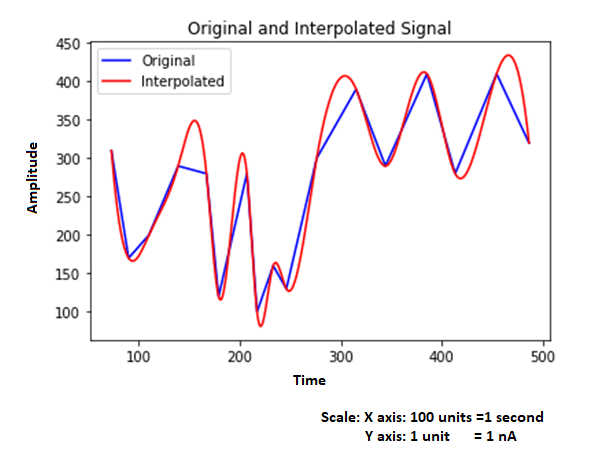 Original and Interpolated Signal
Original
Interpolated
450
400
350
300
250
200
150
100
Amplitude
100 200 300 400 500
Time
Scale: X axis: 100 units =1 second
Y axis: 1 unit = 1 nA